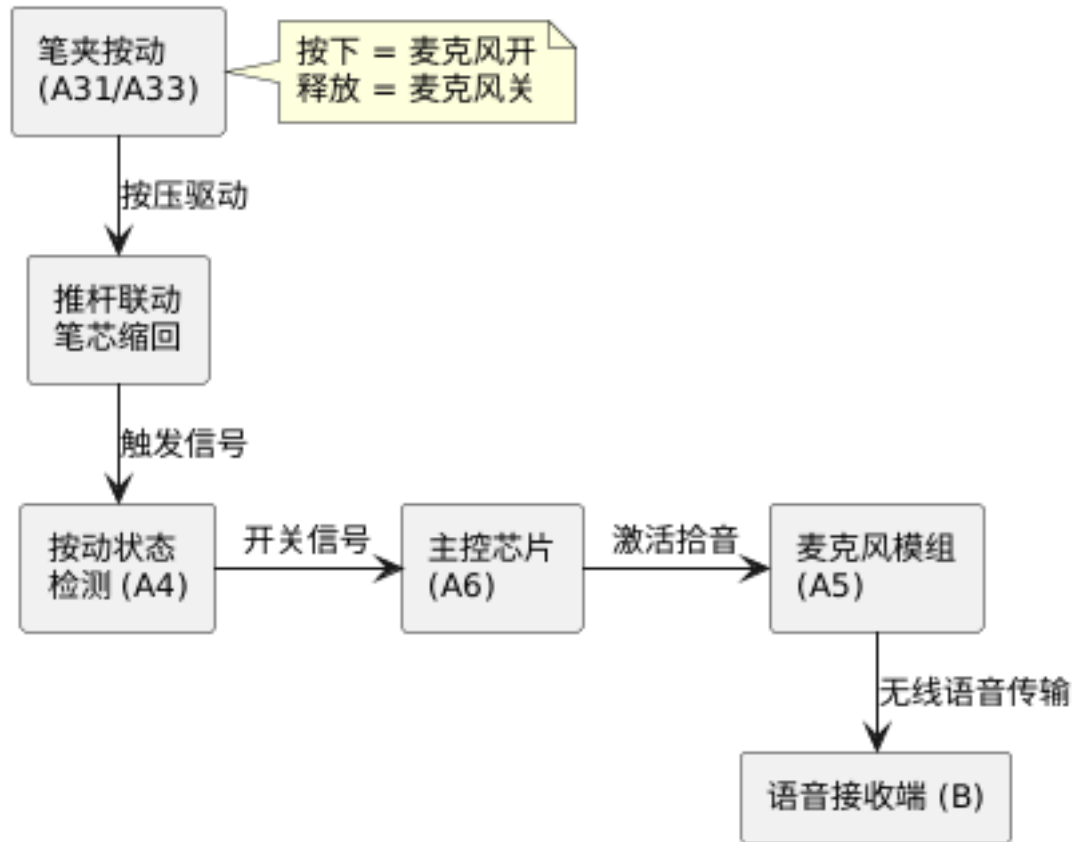 笔夹按动
(A31/A33)
按下 = 麦克风开
释放 = 麦克风关
按压驱动
推杆联动
笔芯缩回
触发信号
按动状态
检测 (A4)
开关信号
主控芯片
(A6)
激活拾音
麦克风模组
(A5)
无线语音传输
语音接收端 (B)